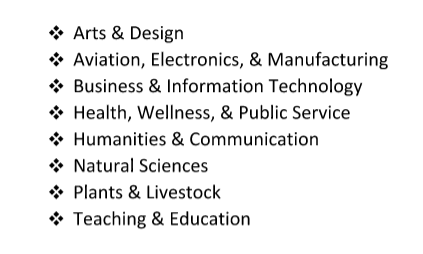 ❖ Arts & Design
❖ Aviation, Electronics, & Manufacturing
❖ Business & Information Technology
❖ Health, Wellness, & Public Service
❖ Humanities & Communication
❖ Natural Sciences
❖ Plants & Livestock
❖ Teaching & Education